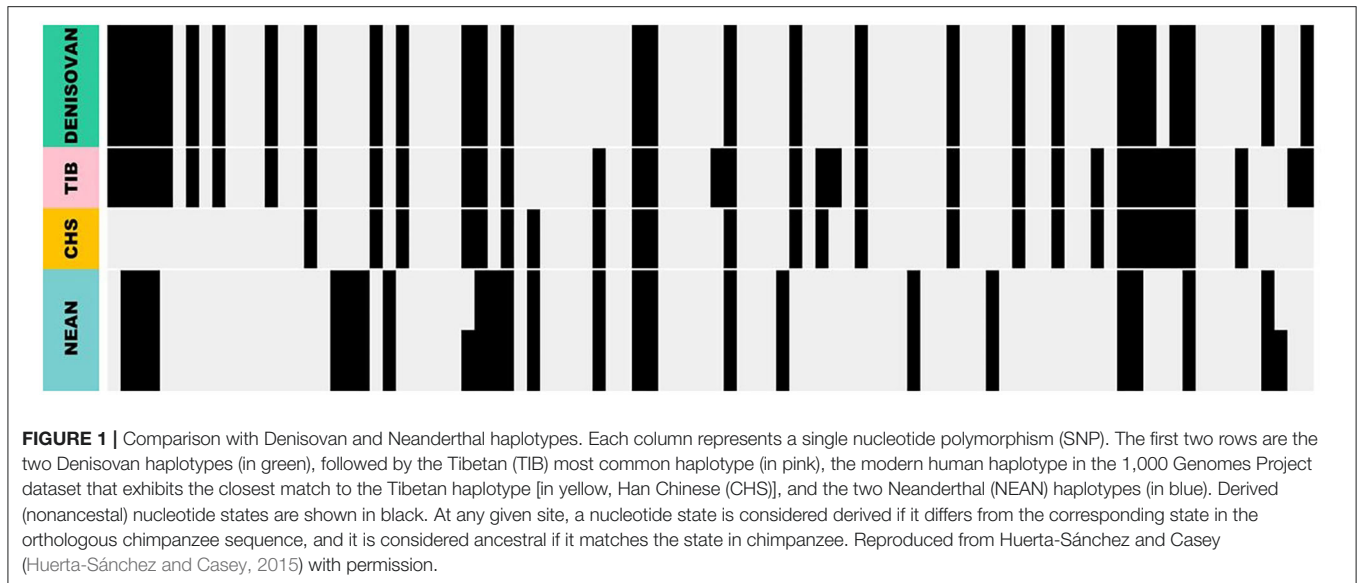 DENISOVAN
TIB
CHS
NEAN
FIGURE 1 | Comparison with Denisovan and Neanderthal haplotypes. Each column represents a single nucleotide polymorphism (SNP). The first two rows are the
two Denisovan haplotypes (in green), followed by the Tibetan (TIB) most common haplotype (in pink), the modern human haplotype in the 1,000 Genomes Project
dataset that exhibits the closest match to the Tibetan haplotype [in yellow, Han Chinese (CHS)], and the two Neanderthal (NEAN) haplotypes (in blue). Derived
(nonancestal) nucleotide states are shown in black. At any given site, a nucleotide state is considered derived if it differs from the corresponding state in the
orthologous chimpanzee sequence, and it is considered ancestral if it matches the state in chimpanzee. Reproduced from Huerta-Sánchez and Casey
(Huerta-Sánchez and Casey, 2015) with permission.